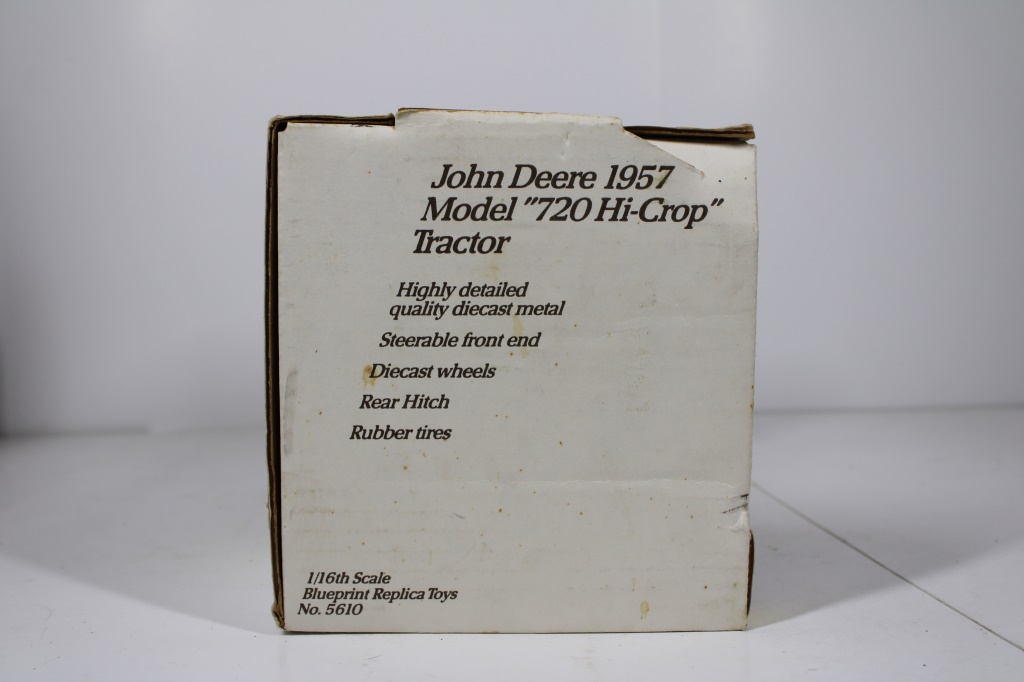 John Deere 1957
Model "720 Hi-Crop"
Tractor
Highly detailed
quality diecast metal
Steerable front end
Diecast wheels
Rear Hitch
Rubber tires
1/16th Scale
Blueprint Replica Toys
No. 5610